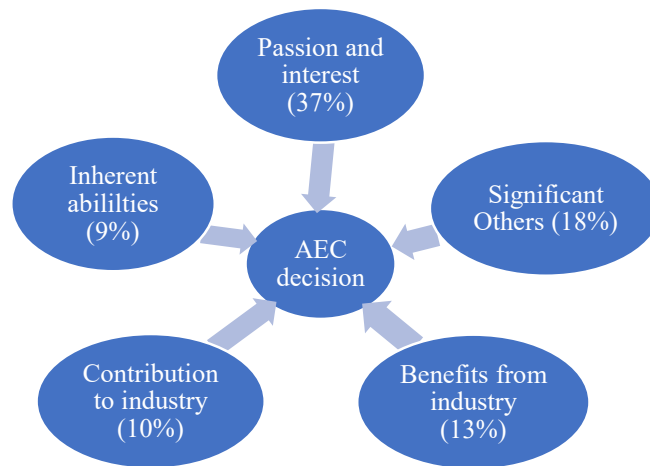 Passion and
interest
(37%)
Inherent
abililties
(9%)
Significant
Others (18%)
AEC
decision
Contribution
to industry
(10%)
Benefits from
industry
(13%)